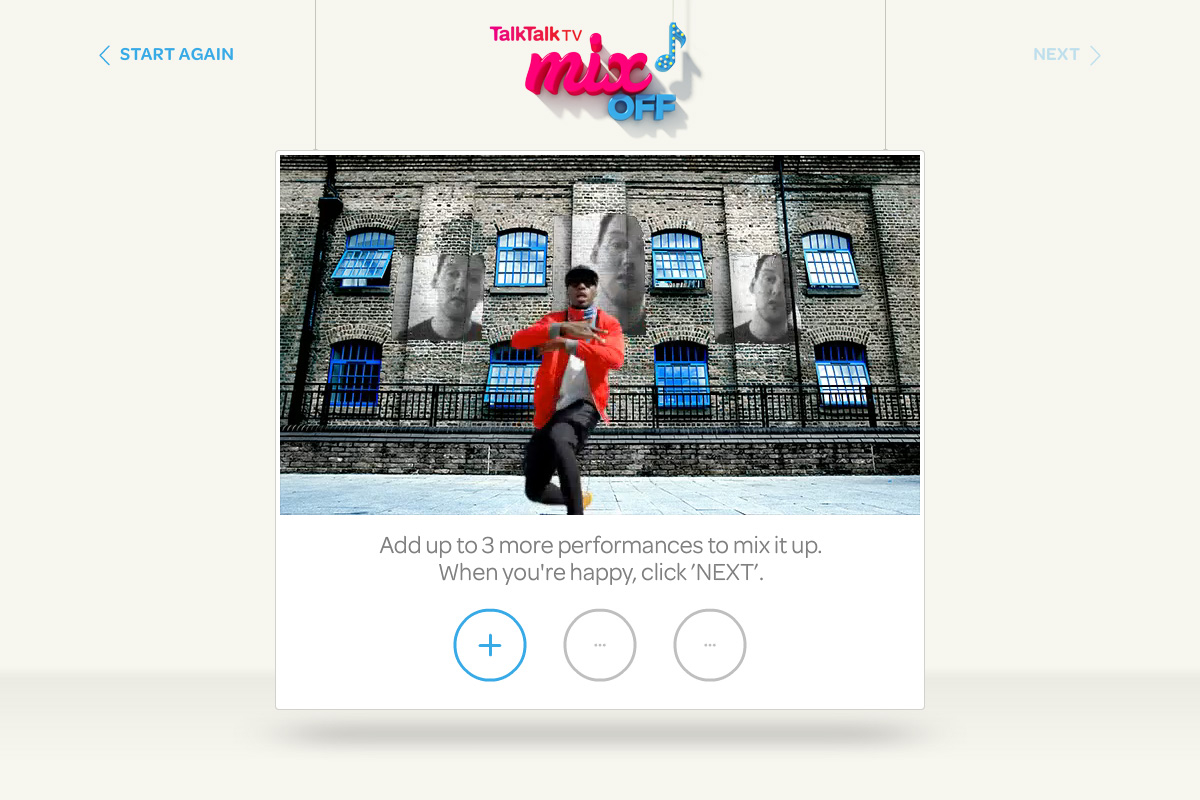 START AGAIN
TalkTalk TV
mix
OFF
NEXT
Add up to 3 more performances to mix it up.
When you're happy, click ’NEXT’.